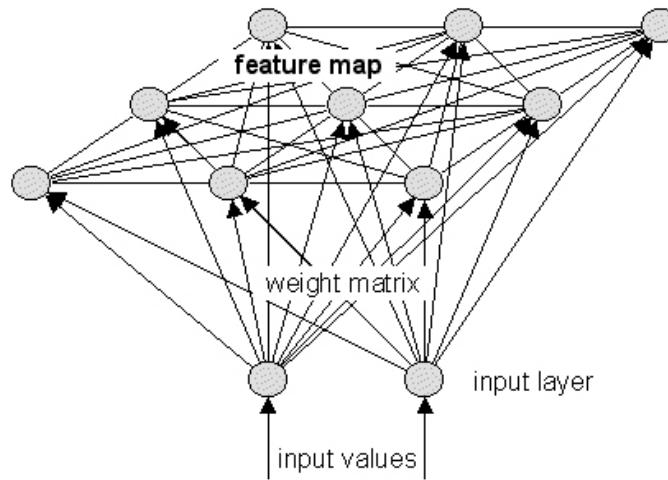 feature map
weight matrix
input layer
input values